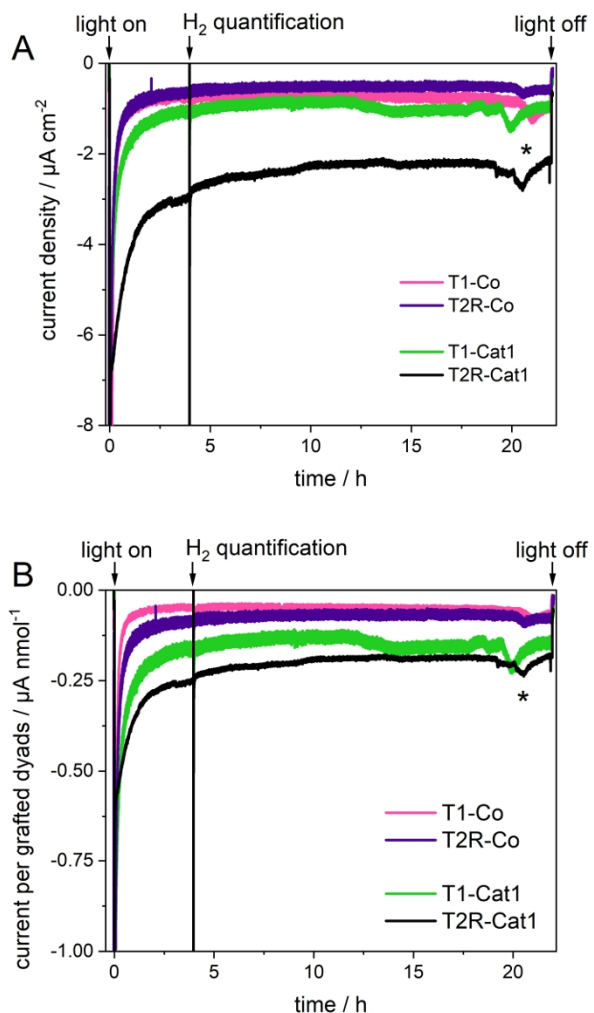 light on
H₂ quantification
light off
A
0
-2
-4
-6
-8
current density / µA cm⁻²
*
T1-Co
T2R-Co
T1-Cat1
T2R-Cat1
0
5
10
15
20
time / h
light on
H₂ quantification
light off
B
0.00
-0.25
-0.50
-0.75
-1.00
current per grafted dyads / µA nmol⁻¹
*
T1-Co
T2R-Co
T1-Cat1
T2R-Cat1
0
5
10
15
20
time / h